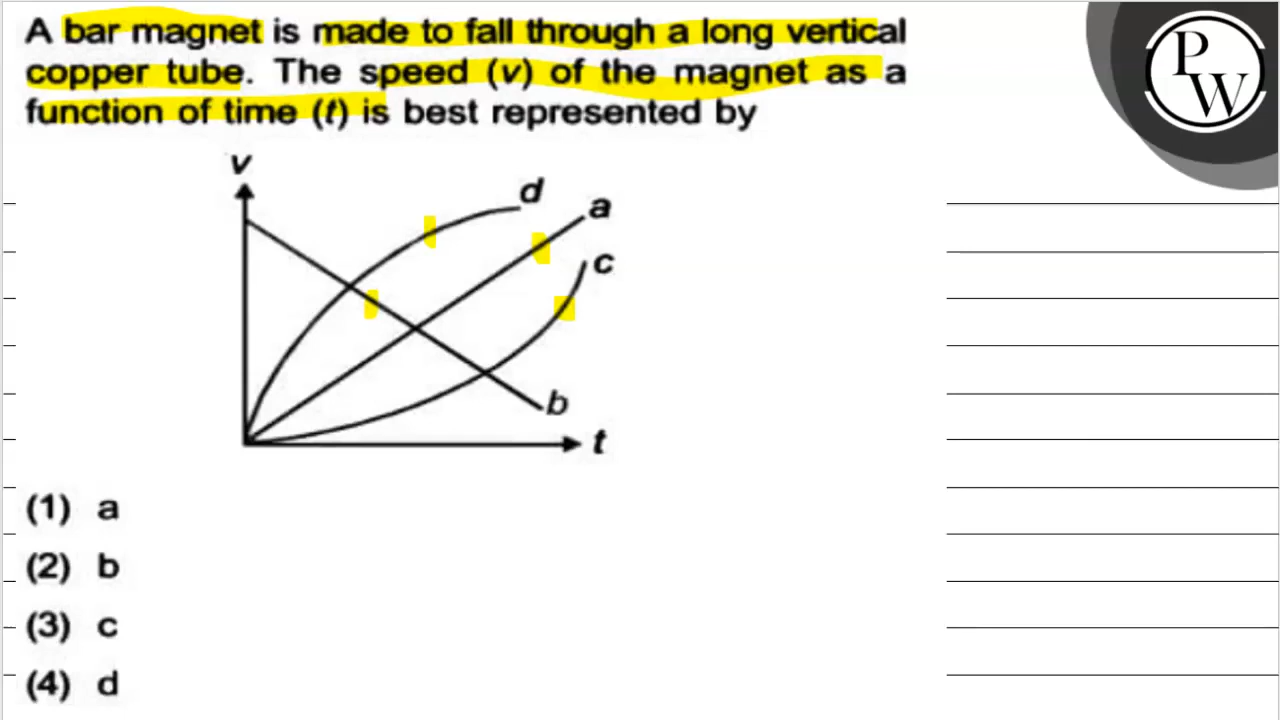 A bar magnet is made to fall through a long vertical
copper tube. The speed (v) of the magnet as a
function of time (t) is best represented by
P
W
v
d
a
c
b
t
(1) a
(2) b
(3) c
(4) d